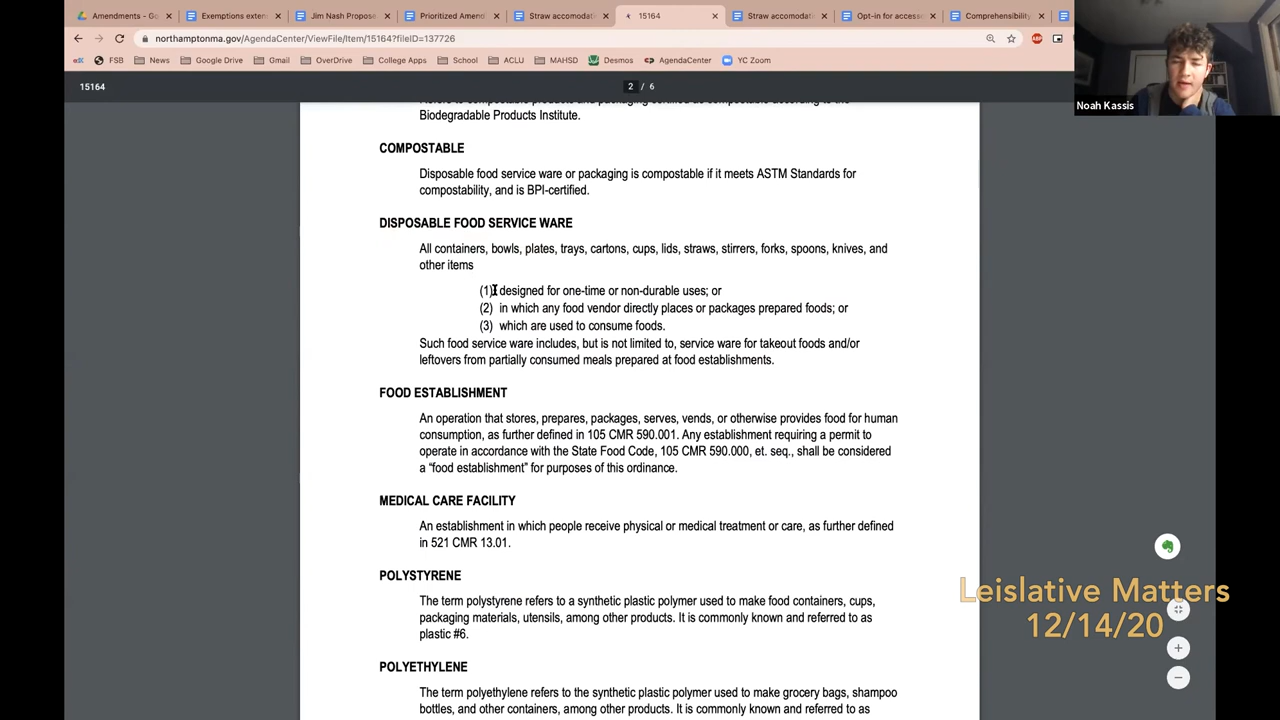 Amendments - Go
Exemptions exten
Jim Nash Propose
Prioritized Amend
Straw accomodati
15164
Straw accomodati
Opt-in for access
Comprehensibility
northamptonma.gov/AgendaCenter/ViewFile/Item/15164?fileID=137726
FSB
News
Google Drive
Gmail
OverDrive
College Apps
School
ACLU
MAHSD
Desmos
AgendaCenter
YC Zoom
Noah Kassis
15164
2 / 6
Refers to compostable products and packaging certified as compostable according to the
Biodegradable Products Institute.
COMPOSTABLE
Disposable food service ware or packaging is compostable if it meets ASTM Standards for
compostability, and is BPI-certified.
DISPOSABLE FOOD SERVICE WARE
All containers, bowls, plates, trays, cartons, cups, lids, straws, stirrers, forks, spoons, knives, and
other items
(1) designed for one-time or non-durable uses; or
(2) in which any food vendor directly places or packages prepared foods; or
(3) which are used to consume foods.
Such food service ware includes, but is not limited to, service ware for takeout foods and/or
leftovers from partially consumed meals prepared at food establishments.
FOOD ESTABLISHMENT
An operation that stores, prepares, packages, serves, vends, or otherwise provides food for human
consumption, as further defined in 105 CMR 590.001. Any establishment requiring a permit to
operate in accordance with the State Food Code, 105 CMR 590.000, et. seq., shall be considered
a “food establishment” for purposes of this ordinance.
MEDICAL CARE FACILITY
An establishment in which people receive physical or medical treatment or care, as further defined
in 521 CMR 13.01.
POLYSTYRENE
The term polystyrene refers to a synthetic plastic polymer used to make food containers, cups,
packaging materials, utensils, among other products. It is commonly known and referred to as
plastic #6.
POLYETHYLENE
The term polyethylene refers to the synthetic plastic polymer used to make grocery bags, shampoo
bottles, and other containers, among other products. It is commonly known and referred to as
Leislative Matters
12/14/20